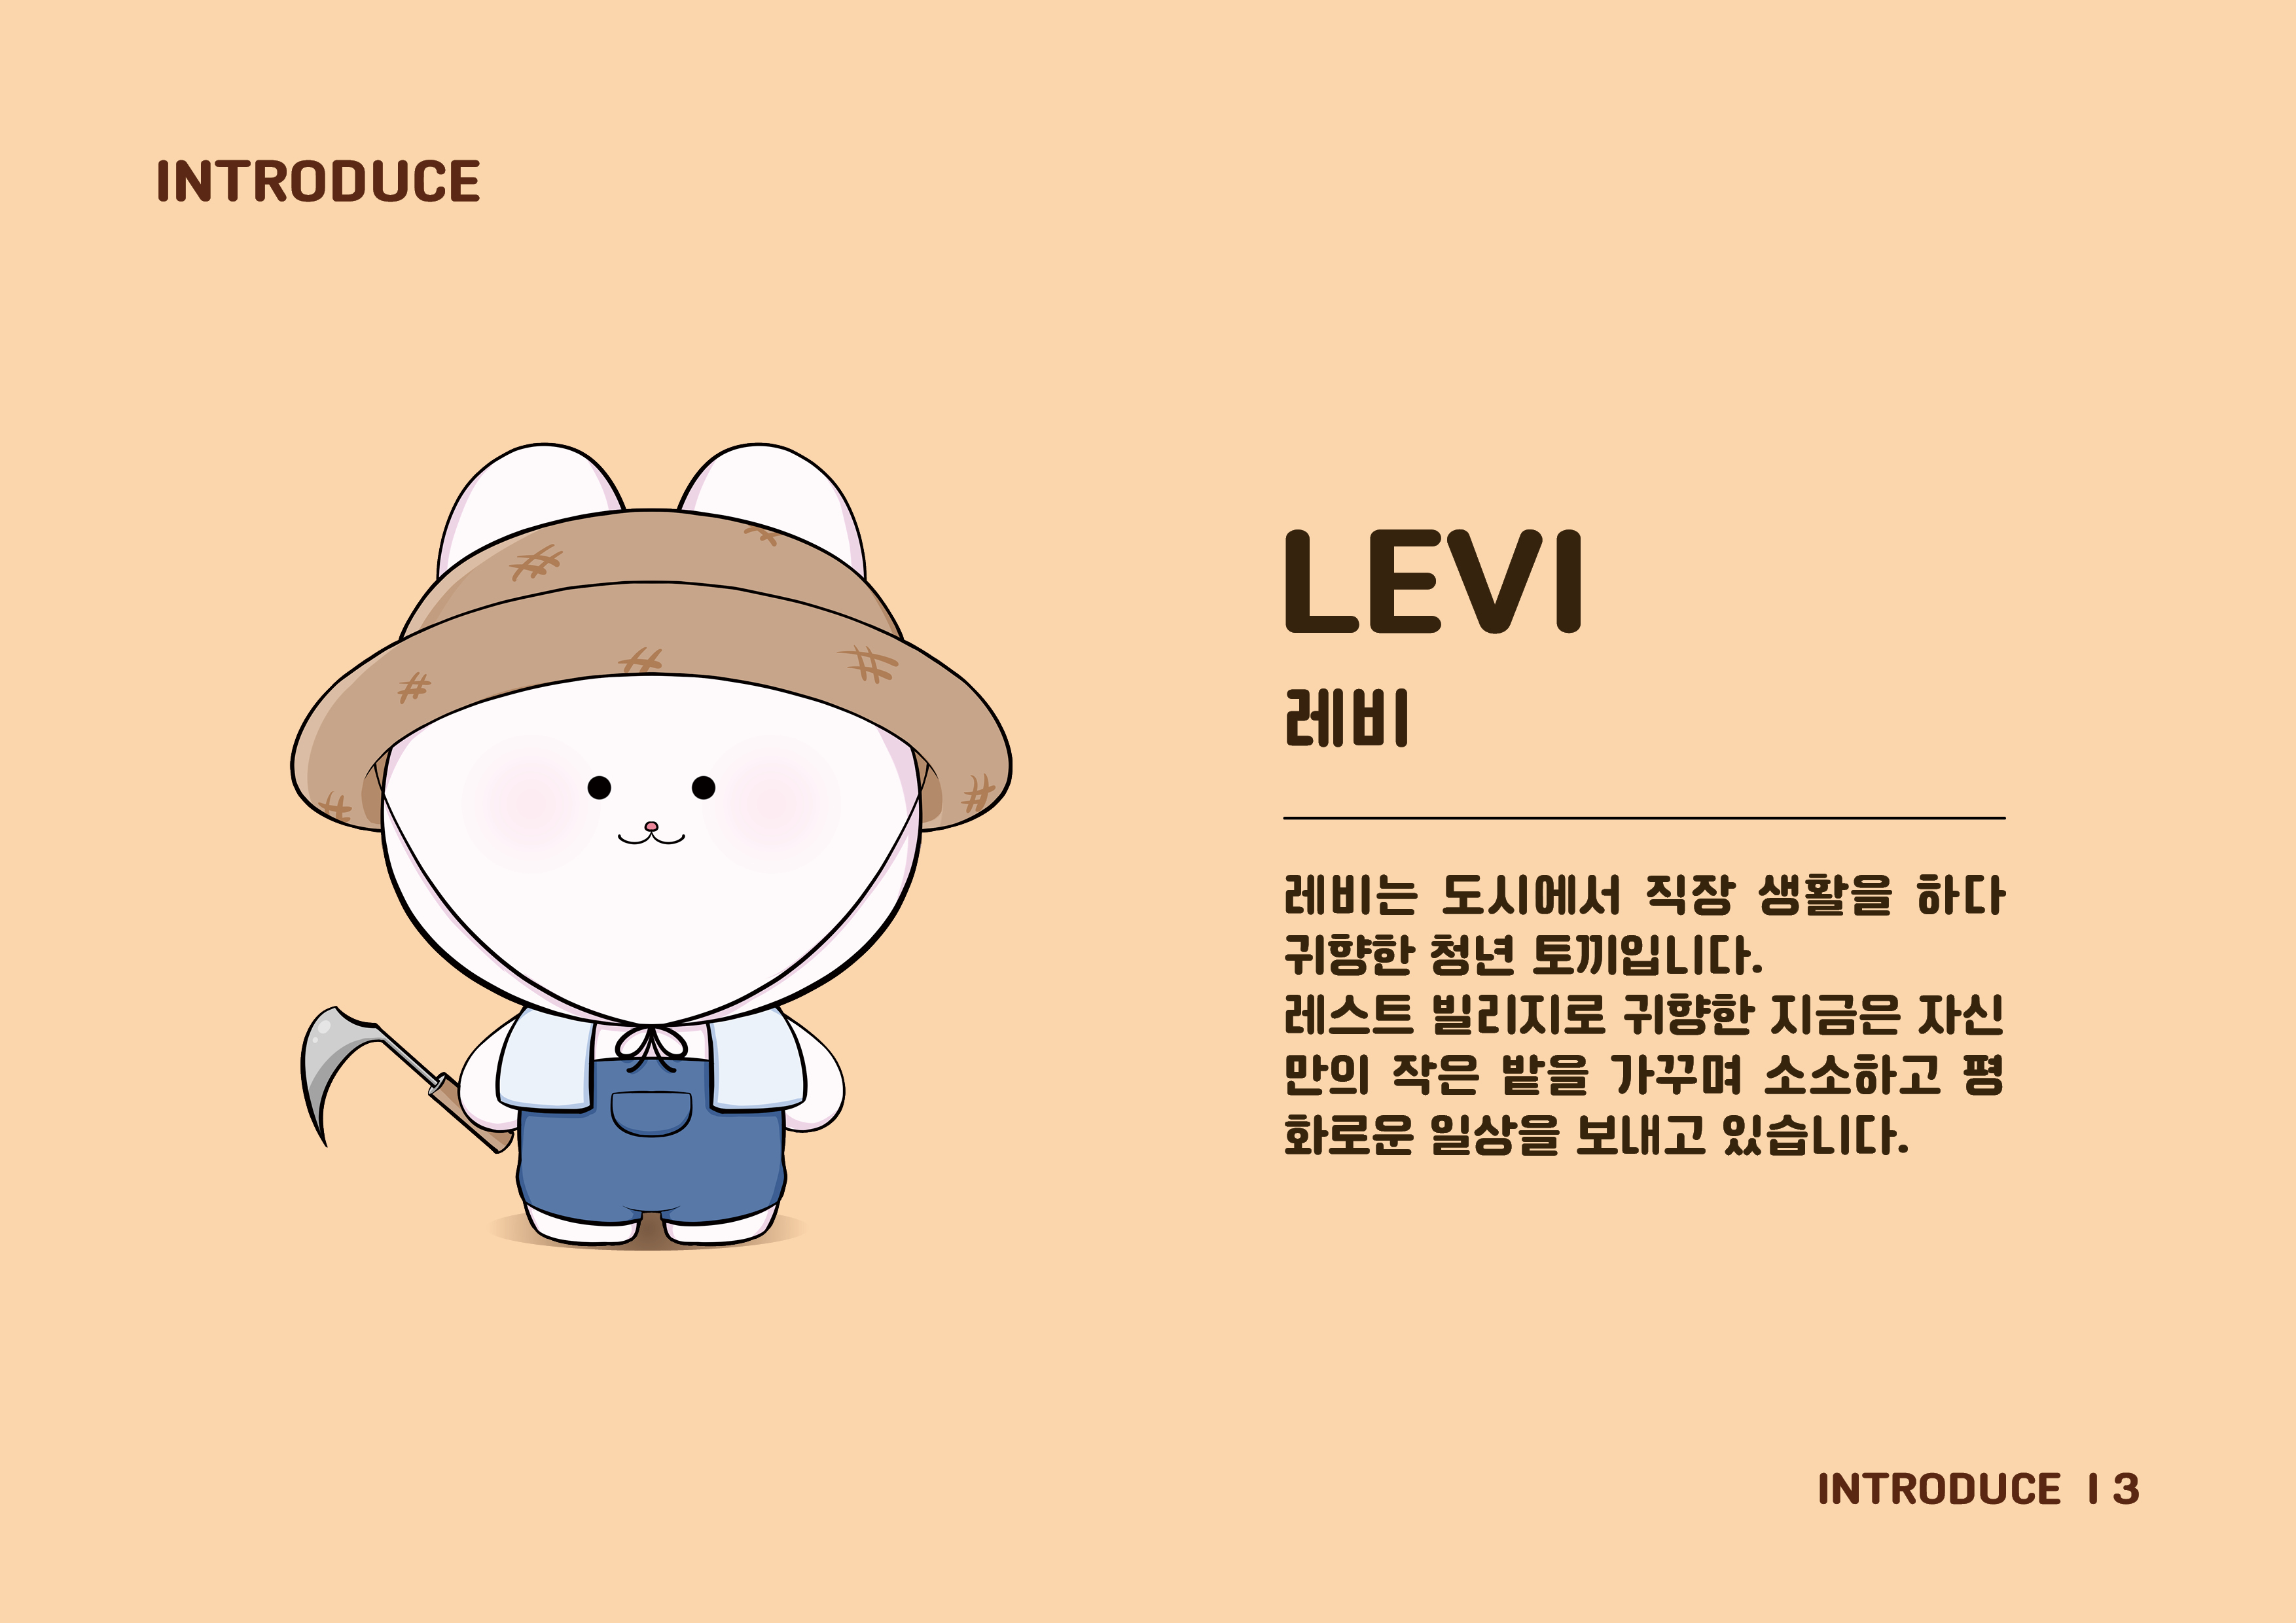 INTRODUCE
LEVI
레비
레비는 도시에서 직장 생활을 하다
귀향한 청년 토끼입니다.
레스트 빌리지로 귀향한 지금은 자신
만의 작은 밭을 가꾸며 소소하고 평
화로운 일상을 보내고 있습니다.
INTRODUCE I 3